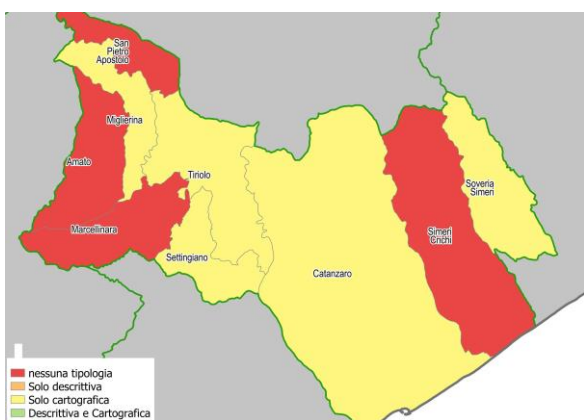 San
Pietro
Apostolo
Miglierina
Amato
Tiriolo
Marcellinara
Settingiano
Catanzaro
Soveria
Simeri
Simeri
Crichi
nessuna tipologia
Solo descrittiva
Solo cartografica
Descrittiva e Cartografica